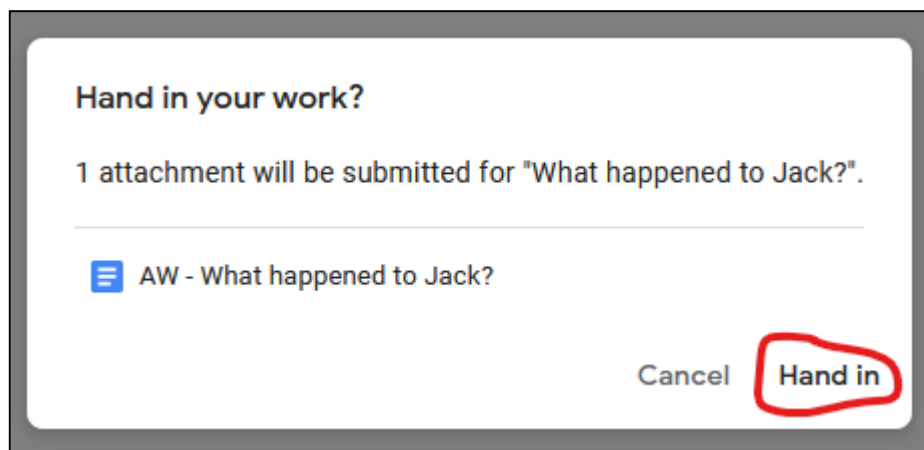 Hand in your work?
1 attachment will be submitted for "What happened to Jack?".
AW - What happened to Jack?
Cancel Hand in